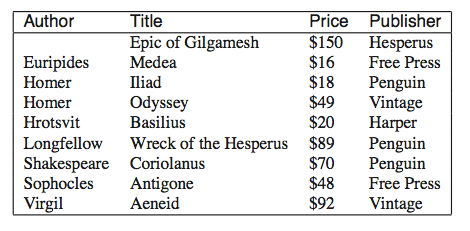 Author Title Price Publisher
Epic of Gilgamesh $150 Hesperus
Euripides Medea $16 Free Press
Homer Iliad $18 Penguin
Homer Odyssey $49 Vintage
Hrotsvit Basilius $20 Harper
Longfellow Wreck of the Hesperus $89 Penguin
Shakespeare Coriolanus $70 Penguin
Sophocles Antigone $48 Free Press
Virgil Aeneid $92 Vintage